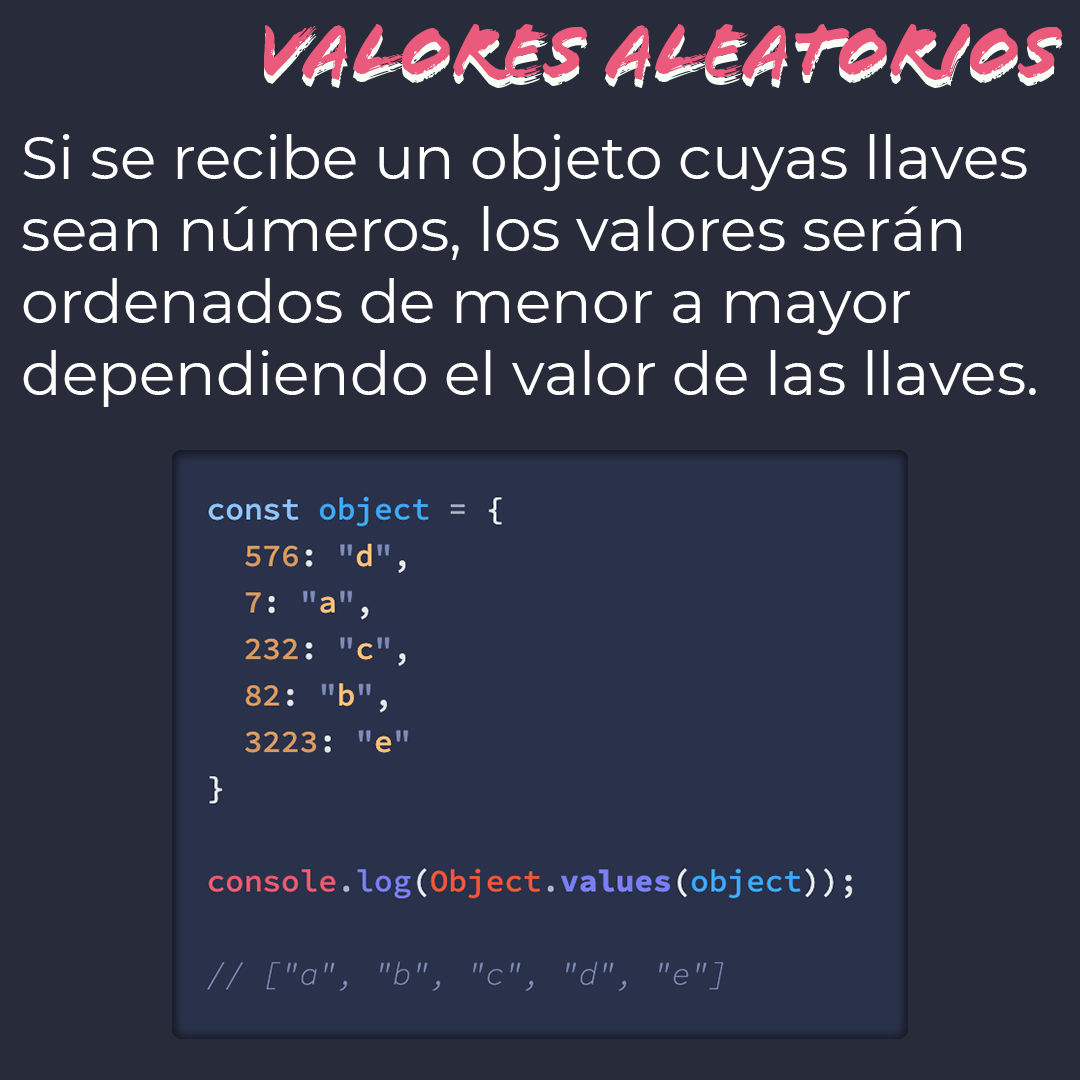 VALORES ALEATORIOS
Si se recibe un objeto cuyas llaves
sean números, los valores serán
ordenados de menor a mayor
dependiendo el valor de las llaves.
const object = {
  576: "d",
  7: "a",
  232: "c",
  82: "b",
  3223: "e"
}
console.log(Object.values(object));
// ["a", "b", "c", "d", "e"]